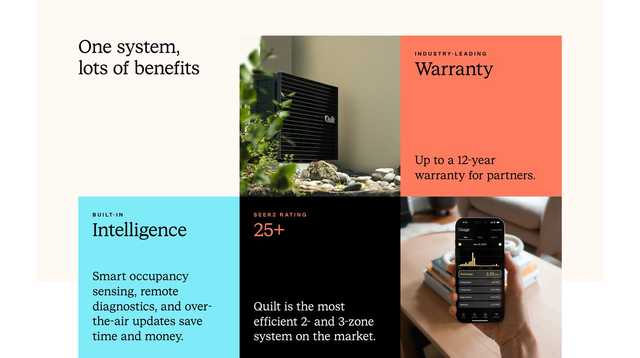 One system,
lots of benefits
Quilt
INDUSTRY-LEADING
Warranty
Up to a 12-year
warranty for partners.
BUILT-IN
Intelligence
Smart occupancy
sensing, remote
diagnostics, and over-
the-air updates save
time and money.
SEER2 RATING
25+
Quilt is the most
efficient 2- and 3-zone
system on the market.